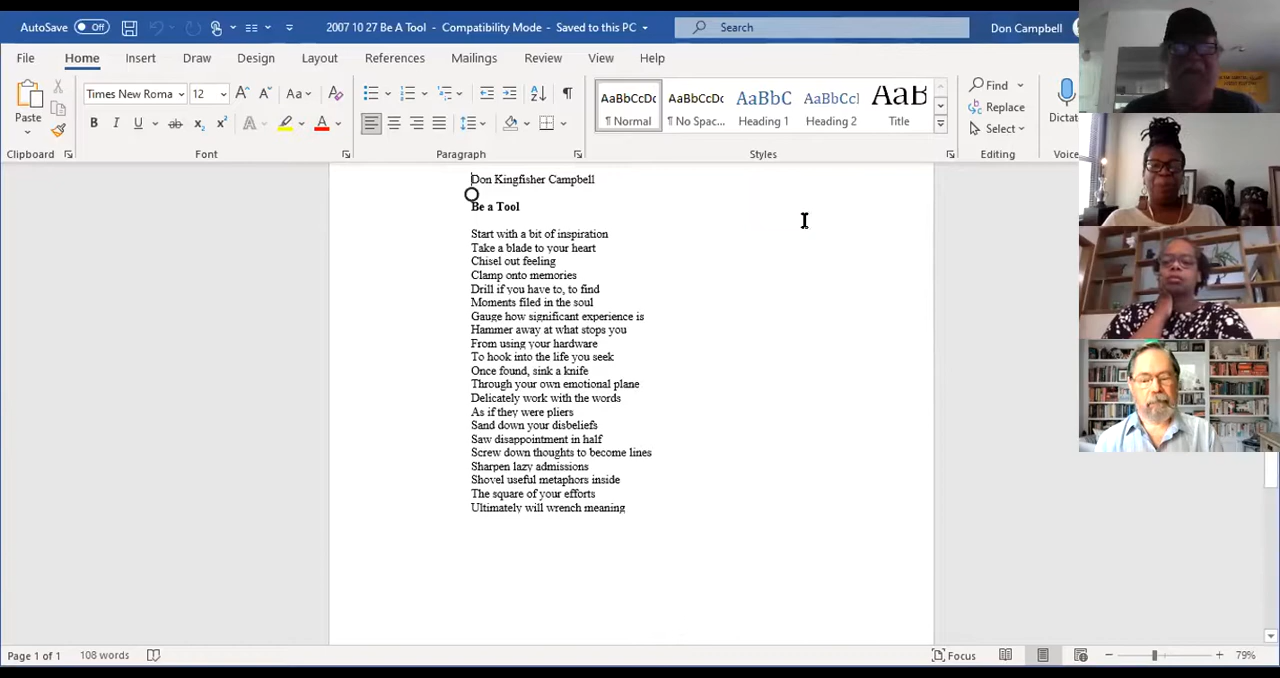 AutoSave Off 2007 10 27 Be A Tool - Compatibility Mode - Saved to this PC Search Don Campbell
File Home Insert Draw Design Layout References Mailings Review View Help
Paste
Times New Roma 12 Aa
B I U ab x₂ x² A A
AaBbCcDc AaBbCcDc AaBbC AaBbCcI AaB
¶ Normal ¶ No Spac... Heading 1 Heading 2 Title
Find
Replace
Select
Dictat
Clipboard Font Paragraph Styles Editing Voice
Don Kingfisher Campbell
Be a Tool
Start with a bit of inspiration
Take a blade to your heart
Chisel out feeling
Clamp onto memories
Drill if you have to, to find
Moments filed in the soul
Gauge how significant experience is
Hammer away at what stops you
From using your hardware
To hook into the life you seek
Once found, sink a knife
Through your own emotional plane
Delicately work with the words
As if they were pliers
Sand down your disbeliefs
Saw disappointment in half
Screw down thoughts to become lines
Sharpen lazy admissions
Shovel useful metaphors inside
The square of your efforts
Ultimately will wrench meaning
Page 1 of 1 108 words Focus 79%